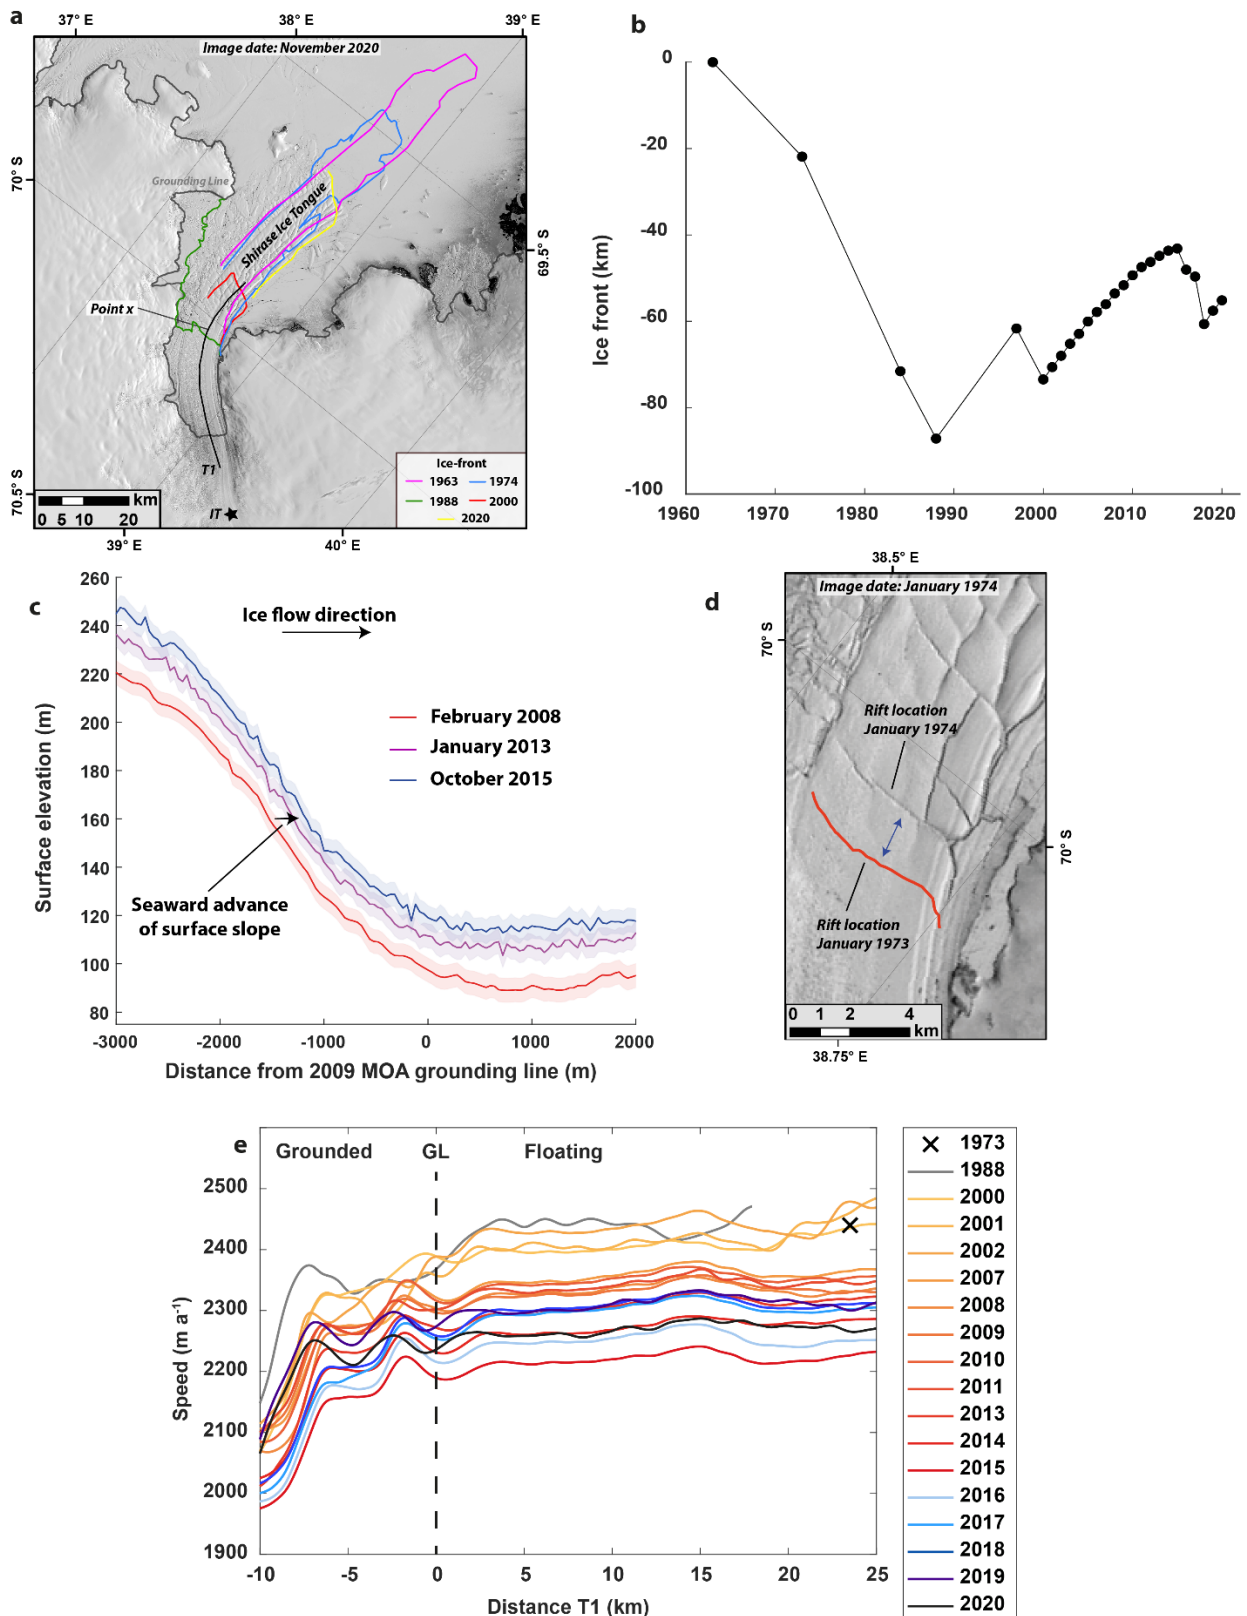 a
37° E
38° E
39° E
Image date: November 2020
70° S
Grounding Line
Shirase Ice Tongue
69.5° S
Point x
T1
70.5° S
IT
km
0 5 10 20
Ice-front
1963 1974
1988 2000
2020
39° E
40° E
b
0
-20
-40
-60
-80
-100
Ice front (km)
1960 1970 1980 1990 2000 2010 2020
c
260
240
220
200
180
160
140
120
100
80
Surface elevation (m)
Ice flow direction
February 2008
January 2013
October 2015
Seaward advance
of surface slope
-3000 -2000 -1000 0 1000 2000
Distance from 2009 MOA grounding line (m)
d
38.5° E
Image date: January 1974
70° S
Rift location
January 1974
70° S
Rift location
January 1973
0 1 2 4
km
38.75° E
e
Grounded GL Floating
2500
2400
2300
2200
2100
2000
1900
Speed (m a⁻¹)
-10 -5 0 5 10 15 20 25
Distance T1 (km)
1973
1988
2000
2001
2002
2007
2008
2009
2010
2011
2013
2014
2015
2016
2017
2018
2019
2020